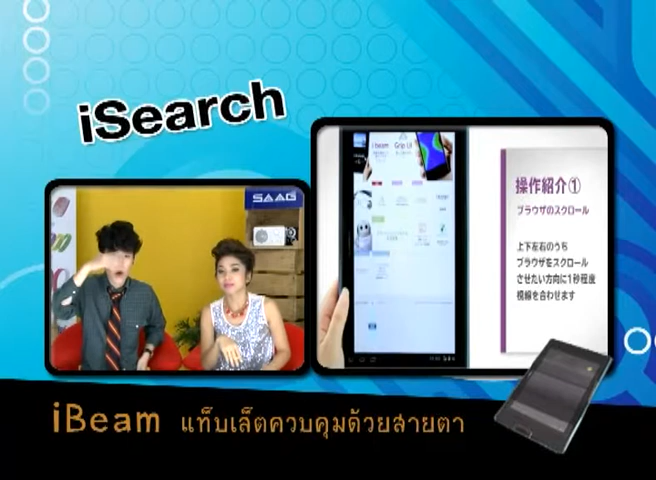 iSearch
SAAG
i beam Grip UI
操作紹介①
ブラウザのスクロール
上下左右のうち
ブラウザをスクロール
させたい方向に1秒程度
視線を合わせます
iBeam แท็บเล็ตควบคุมด้วยสายตา